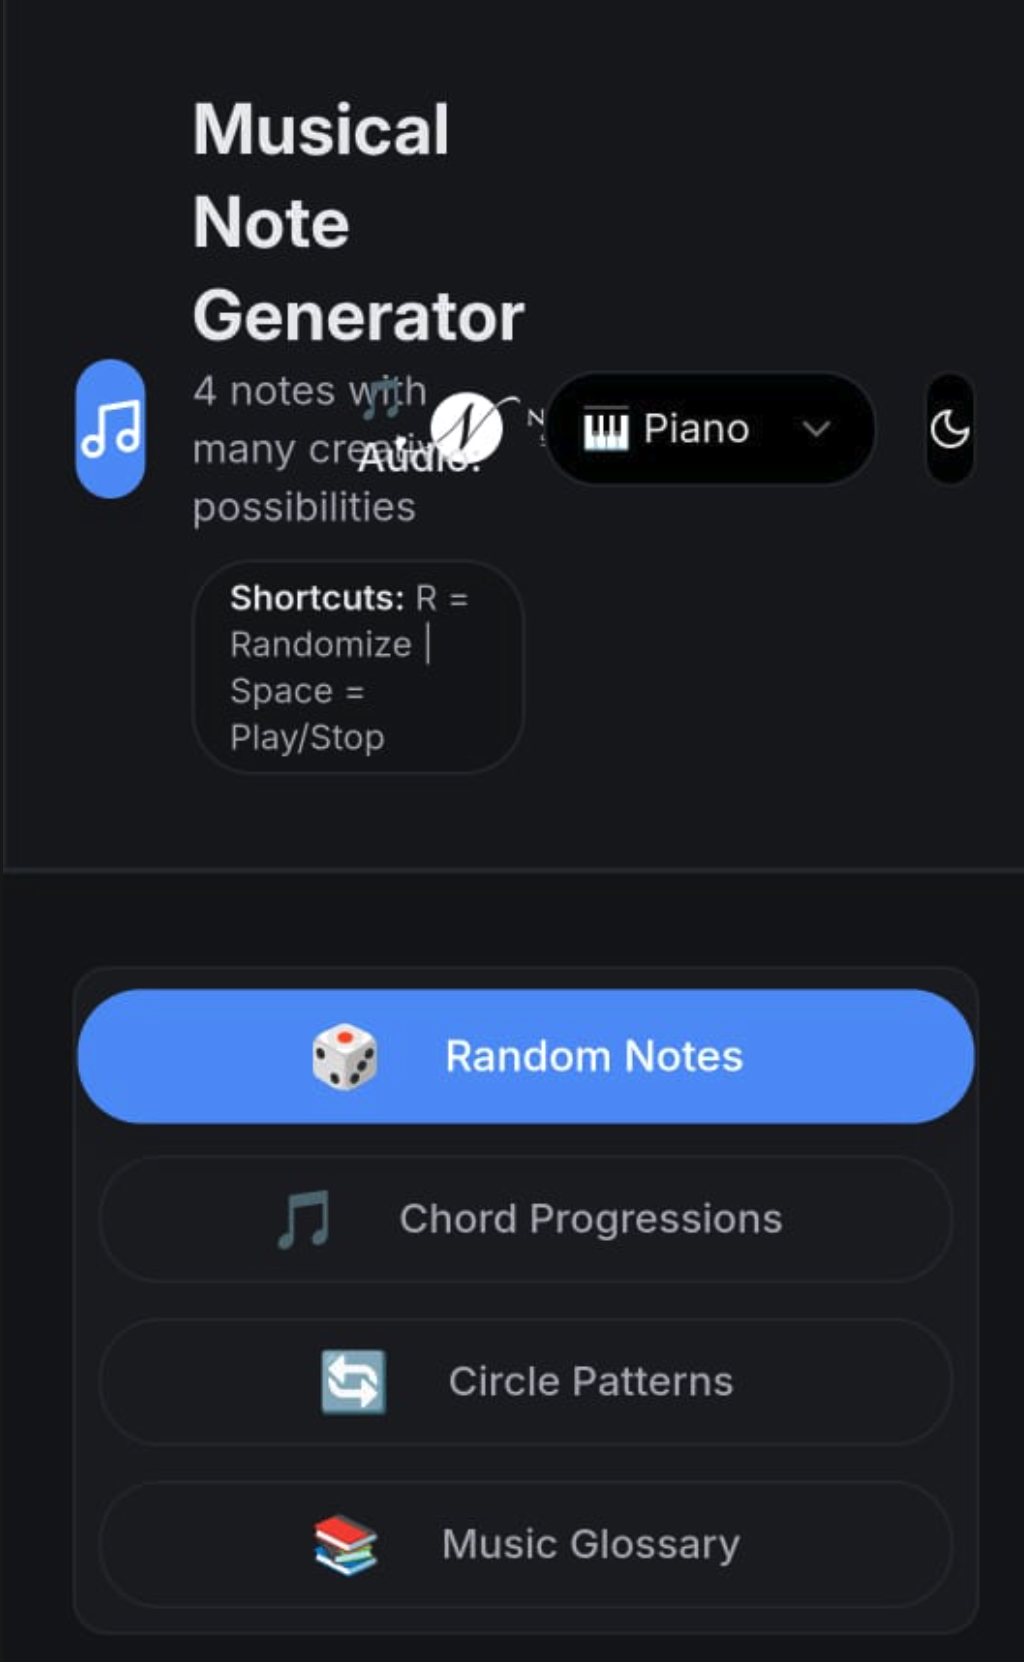 Musical
Note
Generator
4 notes with
many creative
possibilities
Audio:
N
Piano
Shortcuts: R =
Randomize |
Space =
Play/Stop
Random Notes
Chord Progressions
Circle Patterns
Music Glossary